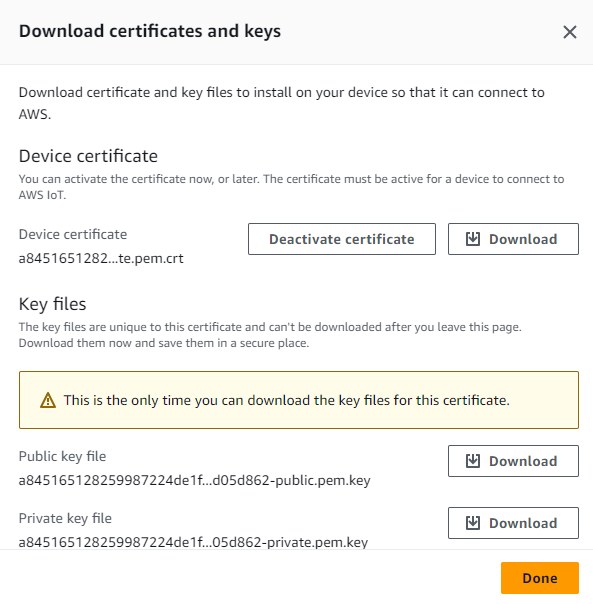 Download certificates and keys
Download certificate and key files to install on your device so that it can connect to
AWS.
Device certificate
You can activate the certificate now, or later. The certificate must be active for a device to connect to
AWS IoT.
Device certificate
a8451651282...te.pem.crt
Deactivate certificate
Download
Key files
The key files are unique to this certificate and can't be downloaded after you leave this page.
Download them now and save them in a secure place.
This is the only time you can download the key files for this certificate.
Public key file
a845165128259987224de1f...d05d862-public.pem.key
Download
Private key file
a845165128259987224de1f...05d862-private.pem.key
Download
Done